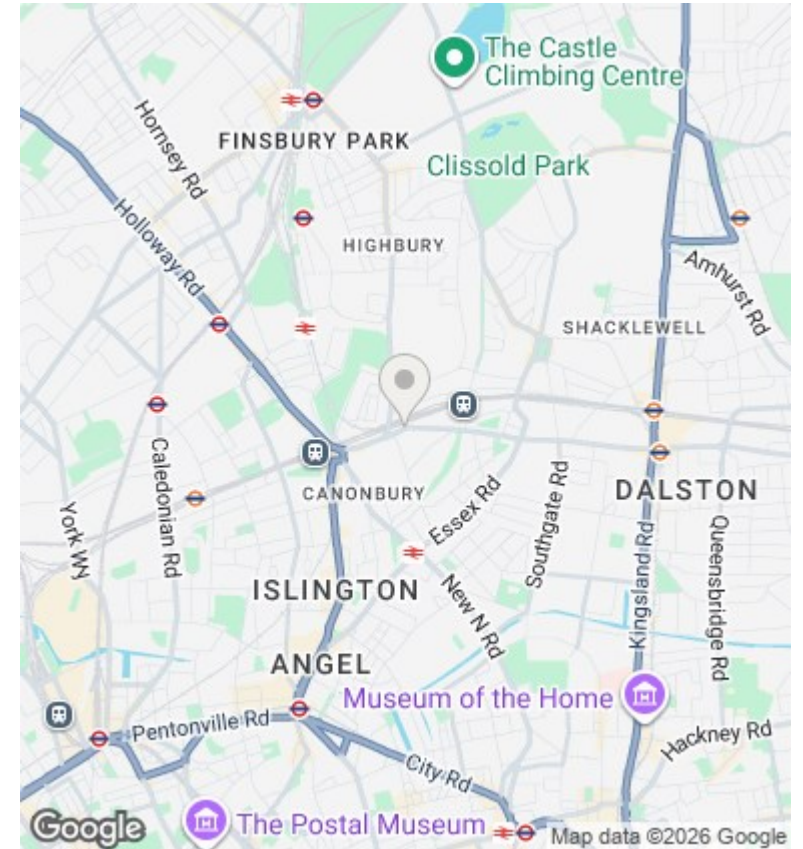 The Castle
Climbing Centre
Hornsey Rd
FINSBURY PARK
Clissold Park
Holloway Rd
HIGHBURY
Amhurst Rd
SHACKLEWELL
Caledonian Rd
CANONBURY
Essex Rd
Southgate Rd
DALSTON
York Wy
Queensbridge Rd
ISLINGTON
New N Rd
Kingsland Rd
ANGEL
Museum of the Home
Pentonville Rd
Hackney Rd
City Rd
Google
The Postal Museum
Map data ©2026 Google